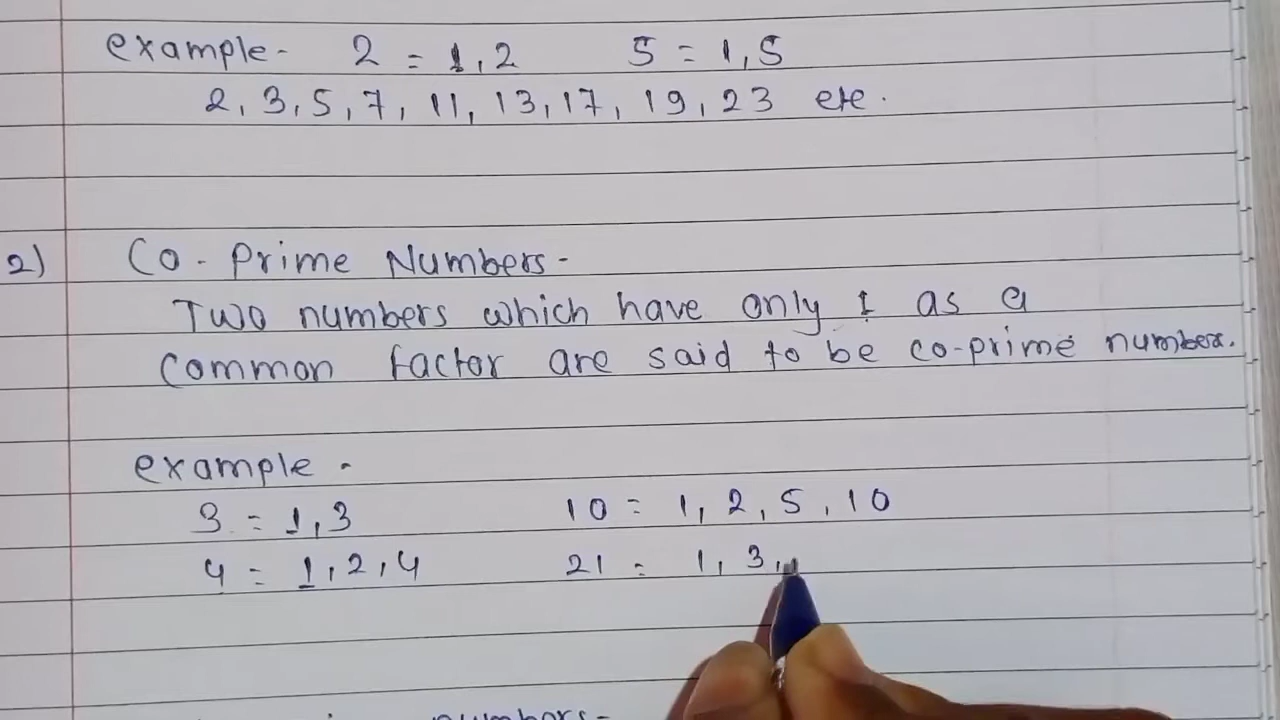 example- 2 = 1,2 5 = 1,5
2, 3, 5, 7, 11, 13, 17, 19, 23 etc.
2) Co-Prime Numbers-
Two numbers which have only 1 as a
common factor are said to be co-prime number.
example -
3 = 1,3 10 = 1, 2, 5, 10
4 = 1,2,4 21 = 1, 3,
numbers-